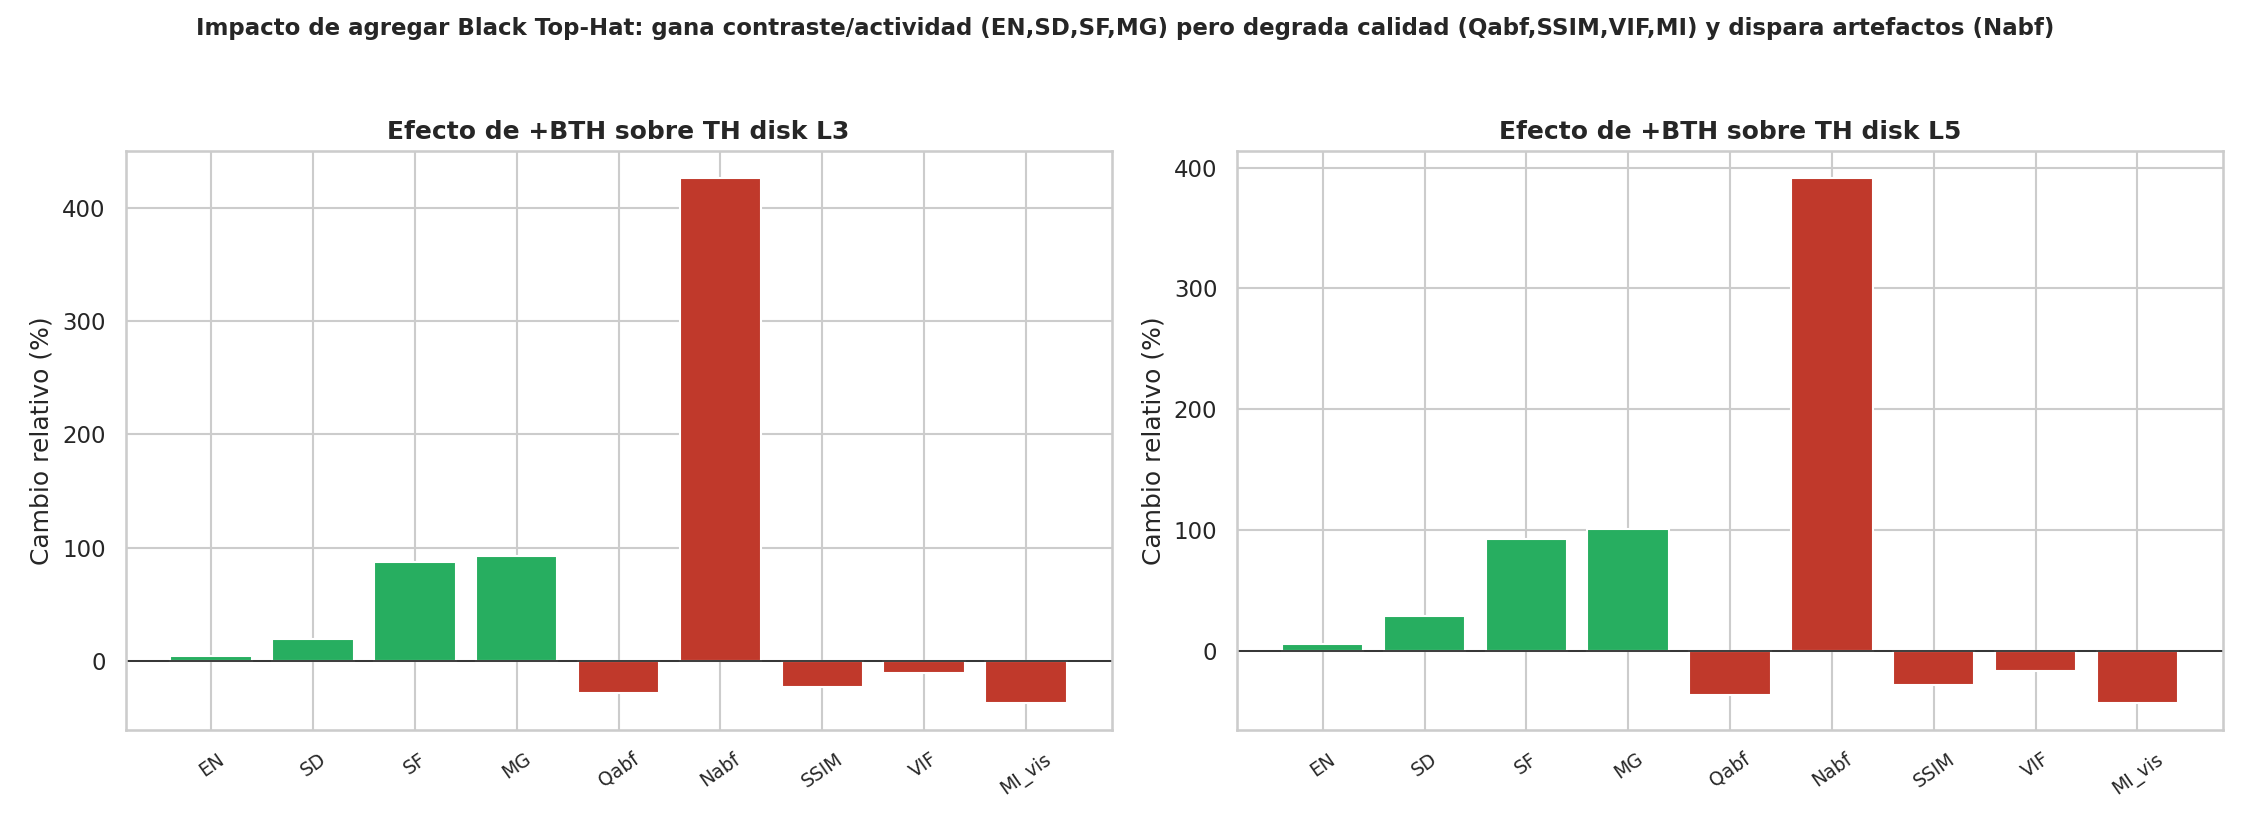 Impacto de agregar Black Top-Hat: gana contraste/actividad (EN,SD,SF,MG) pero degrada calidad (Qabf,SSIM,VIF,MI) y dispara artefactos (Nabf)
Efecto de +BTH sobre TH disk L3
Cambio relativo (%)
400
300
200
100
0
EN
SD
SF
MG
Qabf
Nabf
SSIM
VIF
MI_vis
Efecto de +BTH sobre TH disk L5
Cambio relativo (%)
400
300
200
100
0
EN
SD
SF
MG
Qabf
Nabf
SSIM
VIF
MI_vis